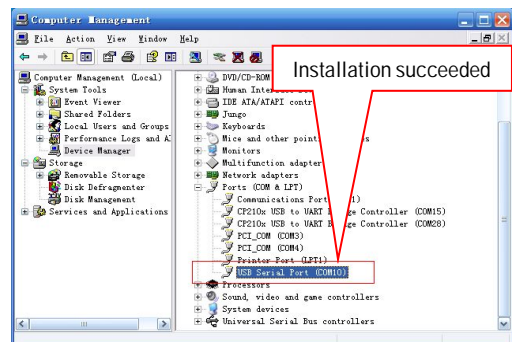 Computer Management
File Action View Window Help
Installation succeeded
Computer Management (Local)
System Tools
Event Viewer
Shared Folders
Local Users and Groups
Performance Logs and A
Device Manager
Storage
Removable Storage
Disk Defragmenter
Disk Management
Services and Applications
DVD/CD-ROM
Human Inter
IDE ATA/ATAPI contr
Jungo
Keyboards
Mice and other point s
Monitors
Multifunction adapter
Network adapters
Ports (COM & LPT)
Communications Port 1)
CP210x USB to UART B ge Controller (COM15)
CP210x USB to UART B ge Controller (COM28)
PCI_COM (COM3)
PCI_COM (COM4)
Printer Port (LPT1)
USB Serial Port (COM10)
Processors
Sound, video and game controllers
System devices
Universal Serial Bus controllers